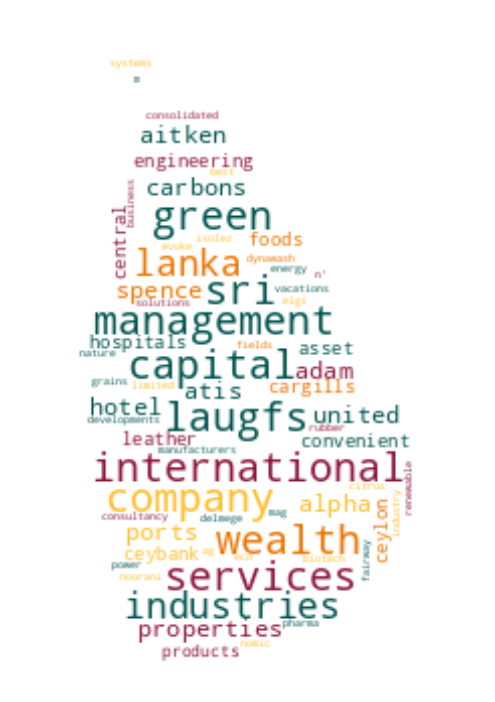 systems
m
consolidated
aitken
engineering
best
carbons
business
green
central
isolez
foods
evoke
lanka
dynawash
energy
n'
spence
sri
vacations
solutions
elgi
management
hospitals
fields
asset
nature
capital
adam
grains
limited
atis
cargills
hotel
laugfs
united
developments
rubber
leather
convenient
manufacturers
international
renewable
citrus
company
alpha
industry
consultancy
delmege
mag
ports
wealth
ceylon
ceybank
ag
eco
biotech
power
fairway
noorani
services
industries
properties
pharma
nomic
products